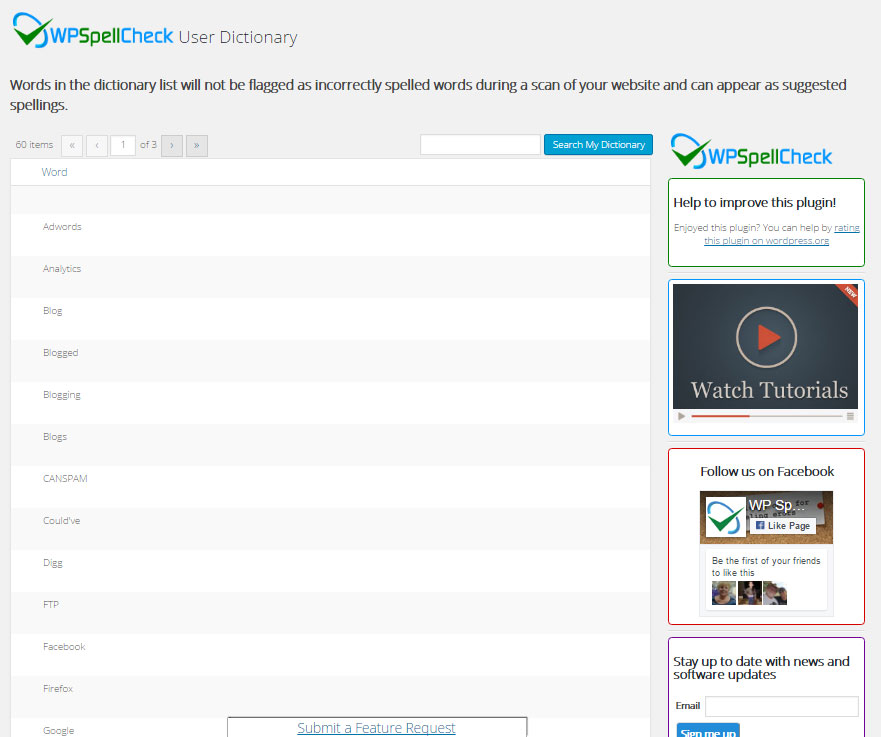 WPSpellCheck User Dictionary
Words in the dictionary list will not be flagged as incorrectly spelled words during a scan of your website and can appear as suggested
spellings.
60 items « ‹ 1 of 3 › »
Search My Dictionary
Word
Adwords
Analytics
Blog
Blogged
Blogging
Blogs
CANSPAM
Could've
Digg
FTP
Facebook
Firefox
Google
Submit a Feature Request
WPSpellCheck
Help to improve this plugin!
Enjoyed this plugin? You can help by rating
this plugin on wordpress.org
NEW
Watch Tutorials
Follow us on Facebook
WP Sp...
for
Like Page
Be the first of your friends
to like this
Stay up to date with news and
software updates
Email
Sign me up